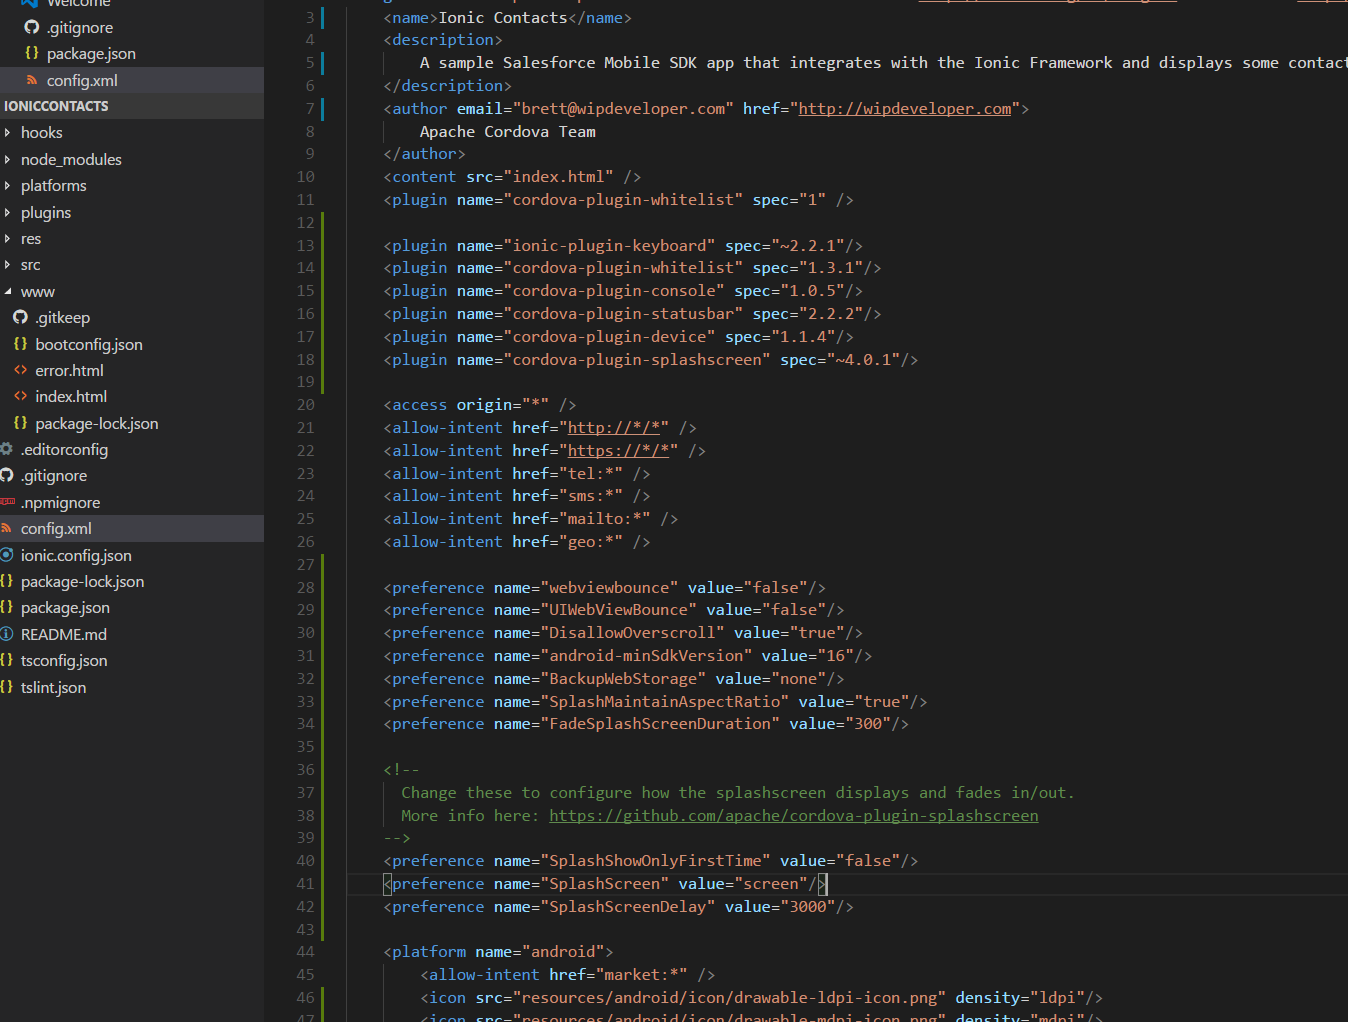 Welcome
.gitignore
package.json
config.xml
IONICCONTACTS
hooks
node_modules
platforms
plugins
res
src
www
.gitkeep
bootconfig.json
error.html
index.html
package-lock.json
.editorconfig
.gitignore
.npmignore
config.xml
ionic.config.json
package-lock.json
package.json
README.md
tsconfig.json
tslint.json
3 <name>Ionic Contacts</name>
4 <description>
5 A sample Salesforce Mobile SDK app that integrates with the Ionic Framework and displays some contact
6 </description>
7 <author email="brett@wipdeveloper.com" href="http://wipdeveloper.com">
8 Apache Cordova Team
9 </author>
10 <content src="index.html" />
11 <plugin name="cordova-plugin-whitelist" spec="1" />
12
13 <plugin name="ionic-plugin-keyboard" spec="~2.2.1"/>
14 <plugin name="cordova-plugin-whitelist" spec="1.3.1"/>
15 <plugin name="cordova-plugin-console" spec="1.0.5"/>
16 <plugin name="cordova-plugin-statusbar" spec="2.2.2"/>
17 <plugin name="cordova-plugin-device" spec="1.1.4"/>
18 <plugin name="cordova-plugin-splashscreen" spec="~4.0.1"/>
19
20 <access origin="*" />
21 <allow-intent href="http://*/*" />
22 <allow-intent href="https://*/*" />
23 <allow-intent href="tel:*" />
24 <allow-intent href="sms:*" />
25 <allow-intent href="mailto:*" />
26 <allow-intent href="geo:*" />
27
28 <preference name="webviewbounce" value="false"/>
29 <preference name="UIWebViewBounce" value="false"/>
30 <preference name="DisallowOverscroll" value="true"/>
31 <preference name="android-minSdkVersion" value="16"/>
32 <preference name="BackupWebStorage" value="none"/>
33 <preference name="SplashMaintainAspectRatio" value="true"/>
34 <preference name="FadeSplashScreenDuration" value="300"/>
35
36 <!--
37 Change these to configure how the splashscreen displays and fades in/out.
38 More info here: https://github.com/apache/cordova-plugin-splashscreen
39 -->
40 <preference name="SplashShowOnlyFirstTime" value="false"/>
41 <preference name="SplashScreen" value="screen"/>
42 <preference name="SplashScreenDelay" value="3000"/>
43
44 <platform name="android">
45 <allow-intent href="market:*" />
46 <icon src="resources/android/icon/drawable-ldpi-icon.png" density="ldpi"/>
47 <icon src="resources/android/icon/drawable-mdpi-icon.png" density="mdpi"/>